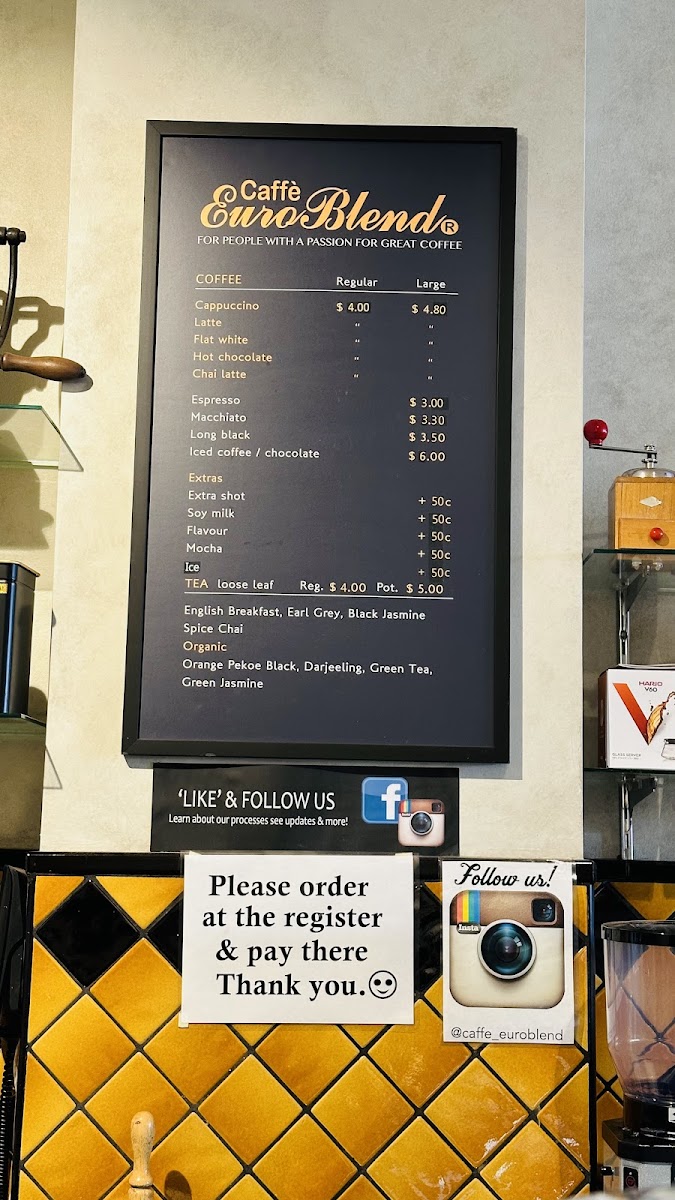 Caffè
EuroBlend®
FOR PEOPLE WITH A PASSION FOR GREAT COFFEE
COFFEE Regular Large
Cappuccino $ 4.00 $ 4.80
Latte " "
Flat white " "
Hot chocolate " "
Chai latte " "
Espresso $ 3.00
Macchiato $ 3.30
Long black $ 3.50
Iced coffee / chocolate $ 6.00
Extras
Extra shot + 50c
Soy milk + 50c
Flavour + 50c
Mocha + 50c
Ice + 50c
TEA loose leaf Reg. $ 4.00 Pot. $ 5.00
English Breakfast, Earl Grey, Black Jasmine
Spice Chai
Organic
Orange Pekoe Black, Darjeeling, Green Tea,
Green Jasmine
'LIKE' & FOLLOW US
Learn about our processes see updates & more!
f
Please order
at the register
& pay there
Thank you.
Follow us!
Insta
@caffe_euroblend
HARIO
V60